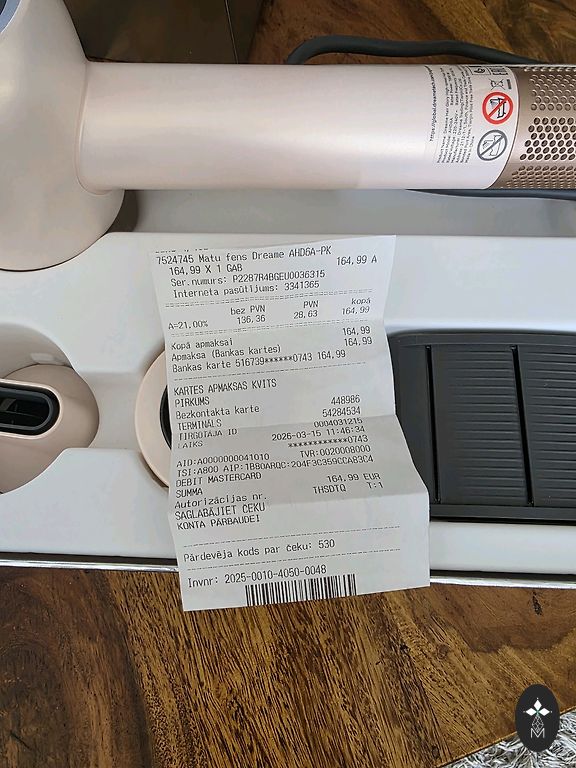 7524745 Matu fens Dreame AHD6A-PK
164,99 X 1 GAB 164,99 A
Ser.numurs: P2287R4BGEU0036315
Interneta pasūtījums: 3341365
bez PVN PVN kopā
A=21,00% 136,36 28,63 164,99
Kopā apmaksai 164,99
Apmaksa (Bankas kartes) 164,99
Bankas karte 516739******0743 164,99
KARTES APMAKSAS KVITS
PIRKUMS
Bezkontakta karte 448986
TERMINĀLS 54284534
TIRGOTĀJA ID 0004031215
LAIKS 2026-03-15 11:46:34
************0743
AID:A0000000041010 TVR:0020008000
TSI:A800 AIP:1B80ARQC:204F3C359CCA83C4
DEBIT MASTERCARD
SUMMA 164,99 EUR
Autorizācijas nr. THSDTQ T:1
SAGLABĀJIET ČEKU
KONTA PĀRBAUDEI
Pārdevēja kods par čeku: 530
Invnr: 2025-0010-4050-0048
M